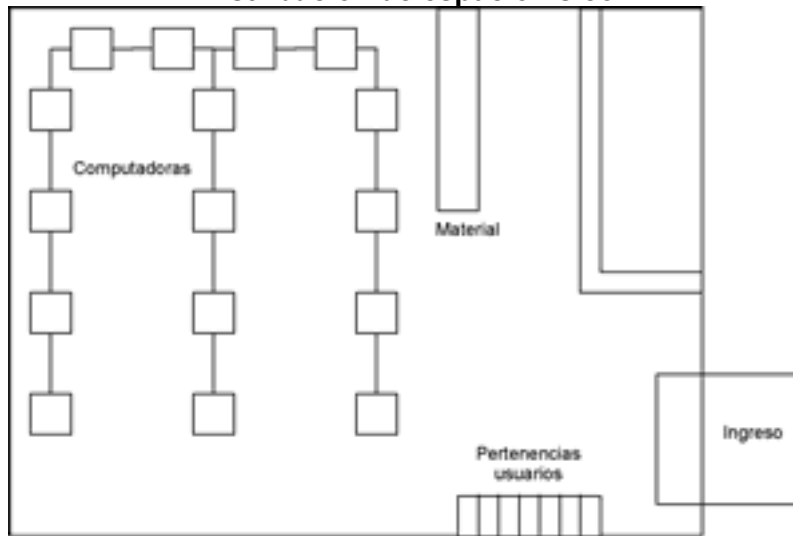 Computadoras
Material
Ingreso
Pertenencias
usuarios